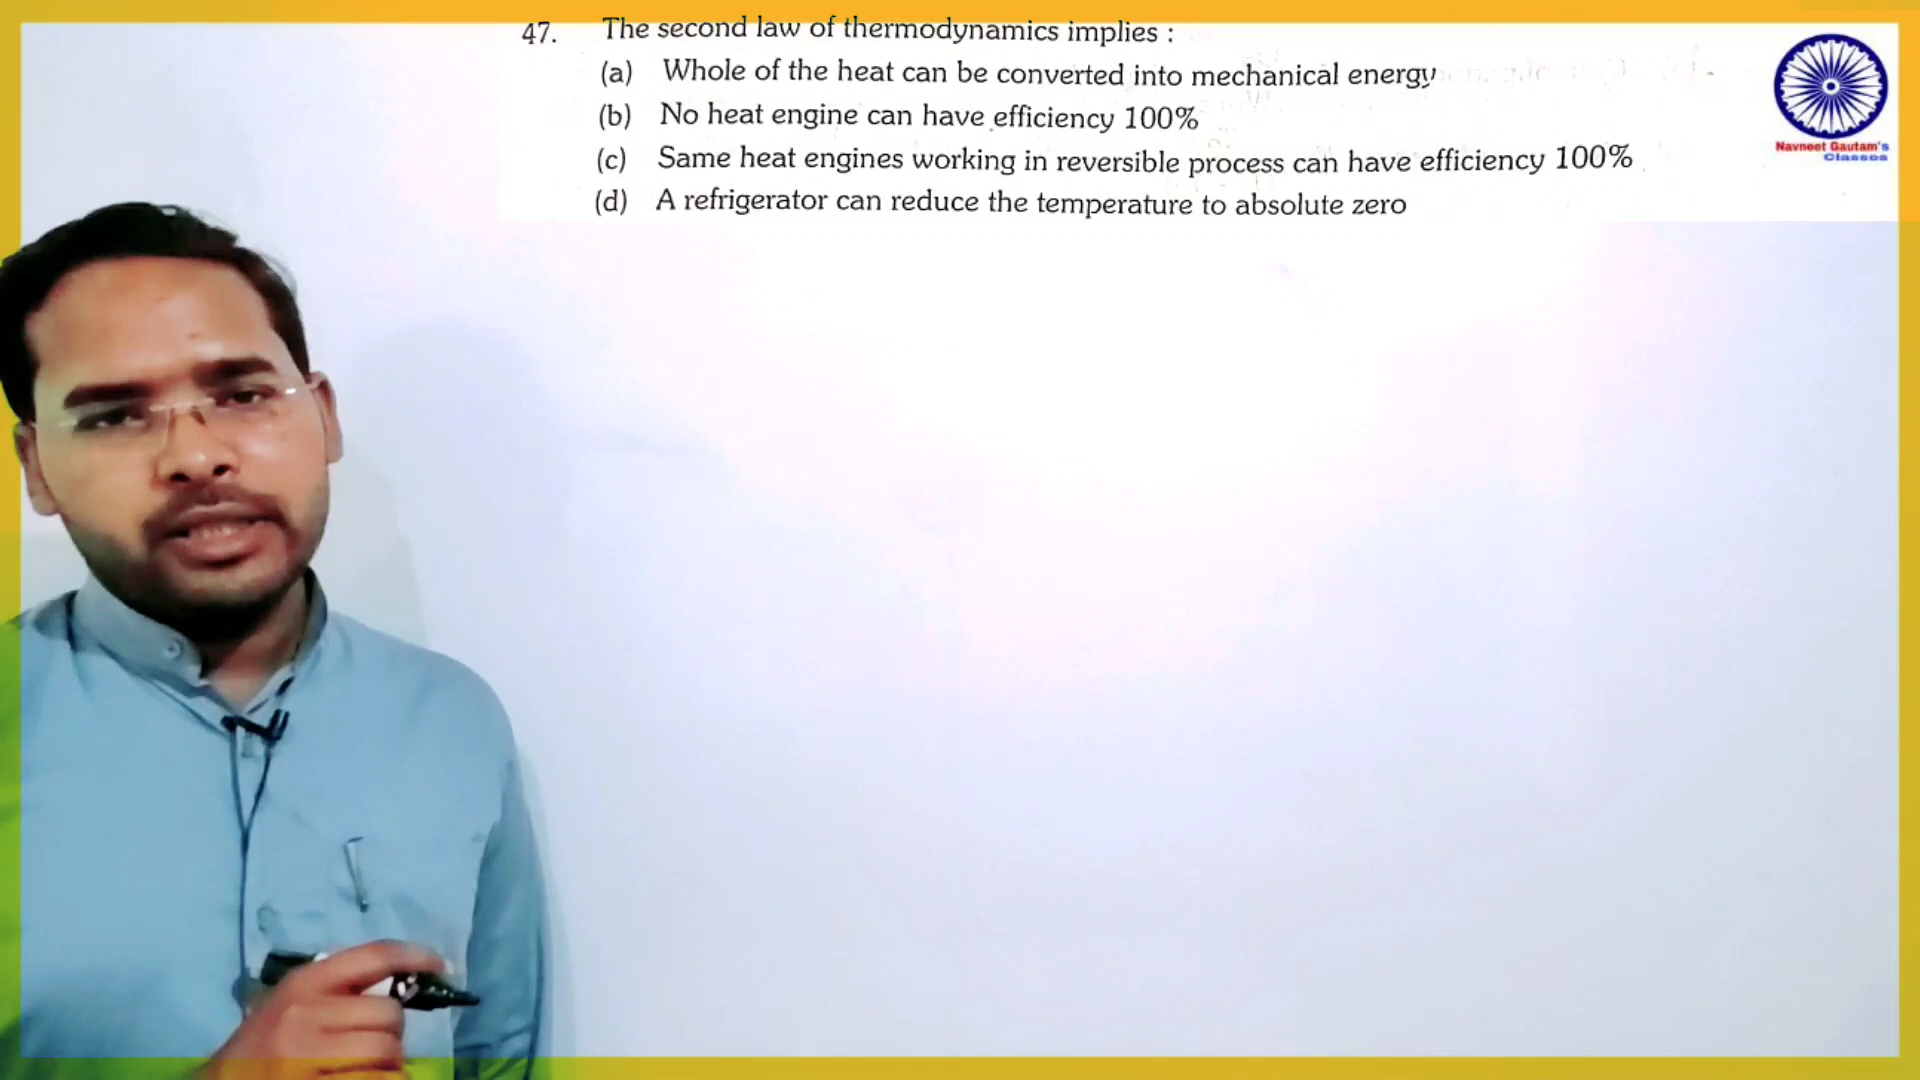 47. The second law of thermodynamics implies :
(a) Whole of the heat can be converted into mechanical energy
(b) No heat engine can have efficiency 100%
(c) Same heat engines working in reversible process can have efficiency 100%
(d) A refrigerator can reduce the temperature to absolute zero
Navneet Gautam's
Classes